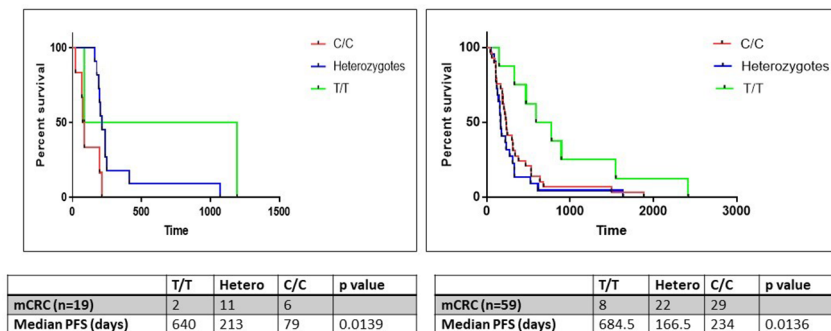 C/C
Heterozygotes
T/T
Percent survival
100
50
0
0 500 1000 1500
Time
C/C
Heterozygotes
T/T
Percent survival
100
50
0
0 1000 2000 3000
Time
T/T Hetero C/C p value
mCRC (n=19) 2 11 6
Median PFS (days) 640 213 79 0.0139
T/T Hetero C/C p value
mCRC (n=59) 8 22 29
Median PFS (days) 684.5 166.5 234 0.0136